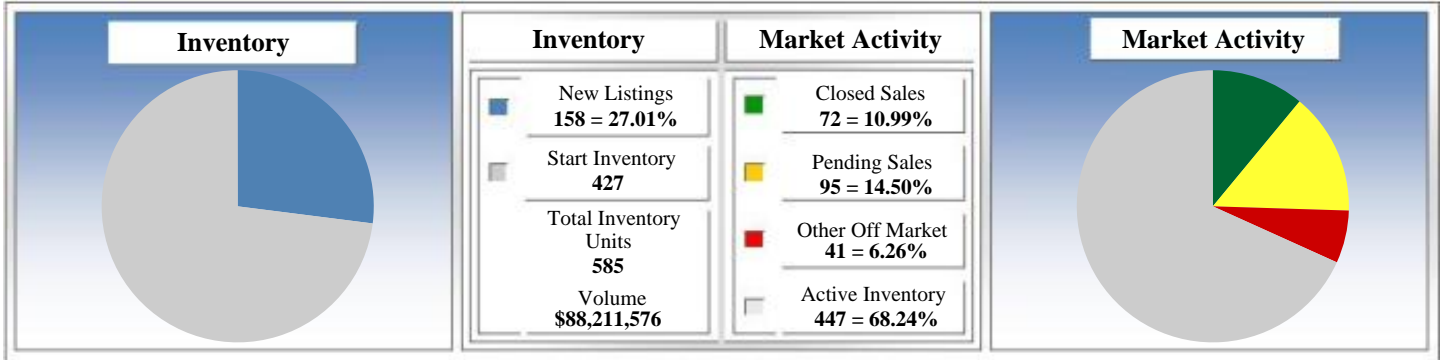 Inventory
Inventory
Market Activity
New Listings
158 = 27.01%
Start Inventory
427
Total Inventory
Units
585
Volume
$88,211,576
Closed Sales
72 = 10.99%
Pending Sales
95 = 14.50%
Other Off Market
41 = 6.26%
Active Inventory
447 = 68.24%
Market Activity